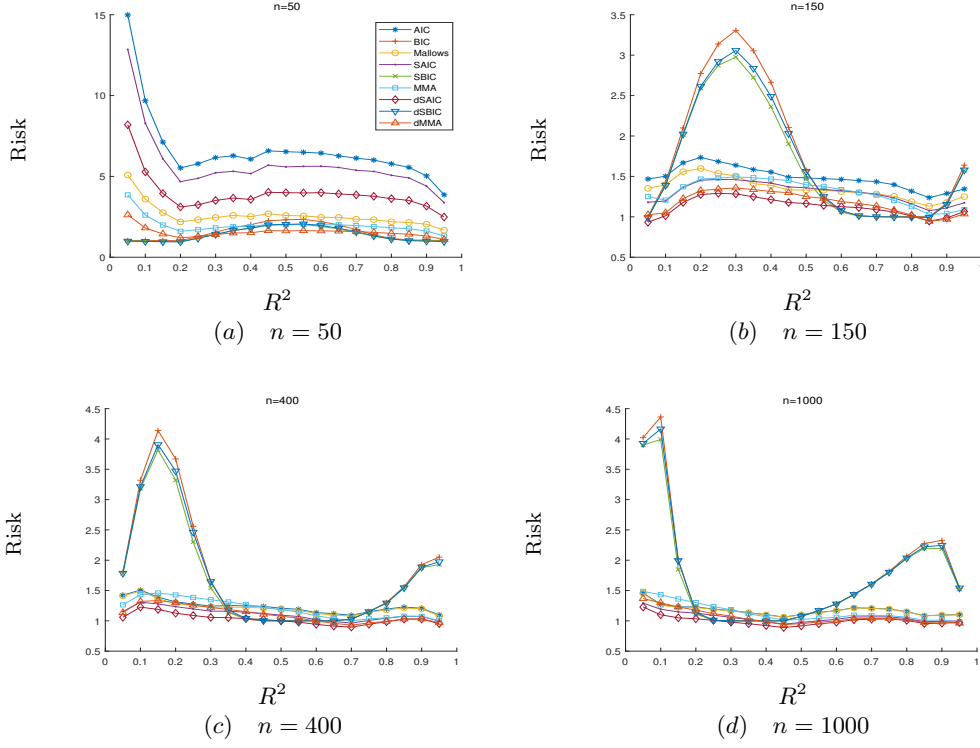 n=50
15
10
5
0
0
0.1
0.2
0.3
0.4
0.5
0.6
0.7
0.8
0.9
1
Risk
R²
AIC
BIC
Mallows
SAIC
SBIC
MMA
dSAIC
dSBIC
dMMA
(a) n = 50
n=150
3.5
3
2.5
2
1.5
1
0.5
0
0.1
0.2
0.3
0.4
0.5
0.6
0.7
0.8
0.9
1
Risk
R²
(b) n = 150
n=400
4.5
4
3.5
3
2.5
2
1.5
1
0.5
0
0.1
0.2
0.3
0.4
0.5
0.6
0.7
0.8
0.9
1
Risk
R²
(c) n = 400
n=1000
4.5
4
3.5
3
2.5
2
1.5
1
0.5
0
0.1
0.2
0.3
0.4
0.5
0.6
0.7
0.8
0.9
1
Risk
R²
(d) n = 1000